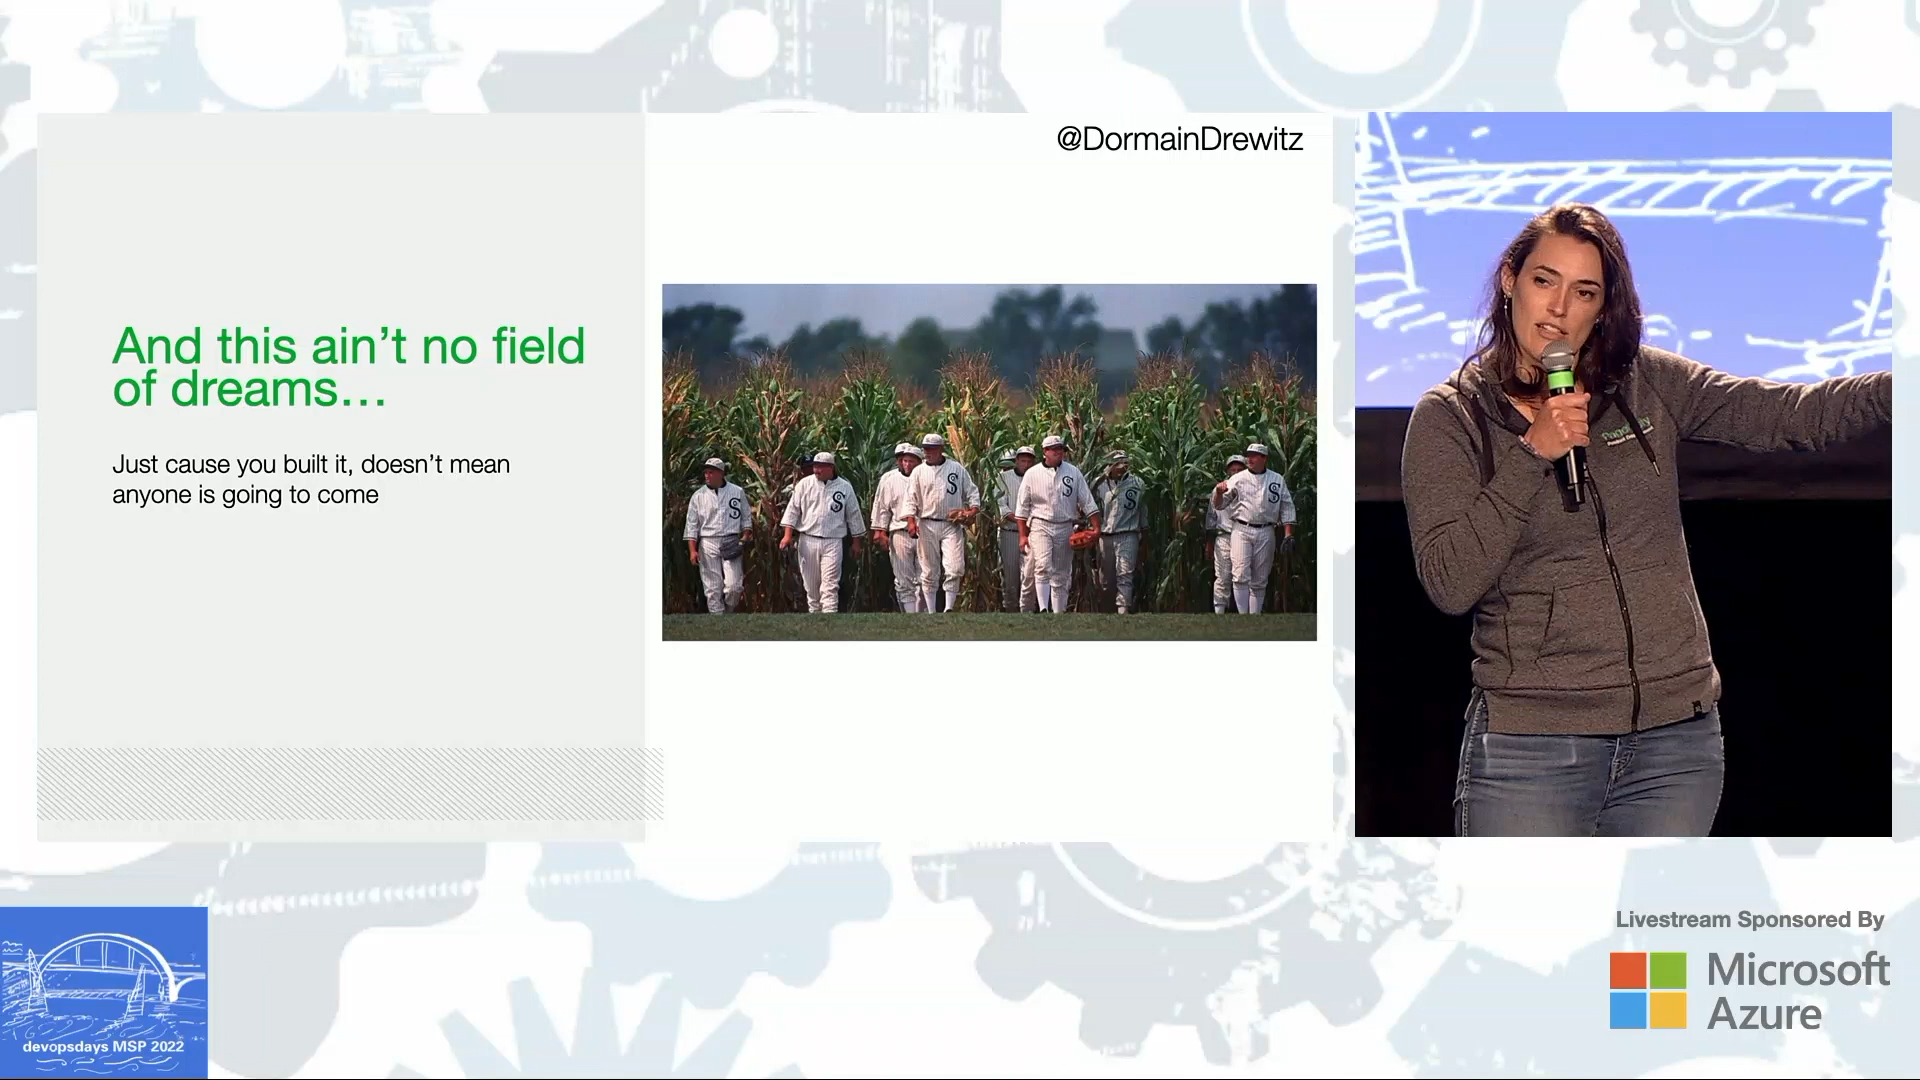 @DormainDrewitz
And this ain't no field
of dreams...
Just cause you built it, doesn't mean
anyone is going to come
Livestream Sponsored By
Microsoft
Azure
devopsdays MSP 2022